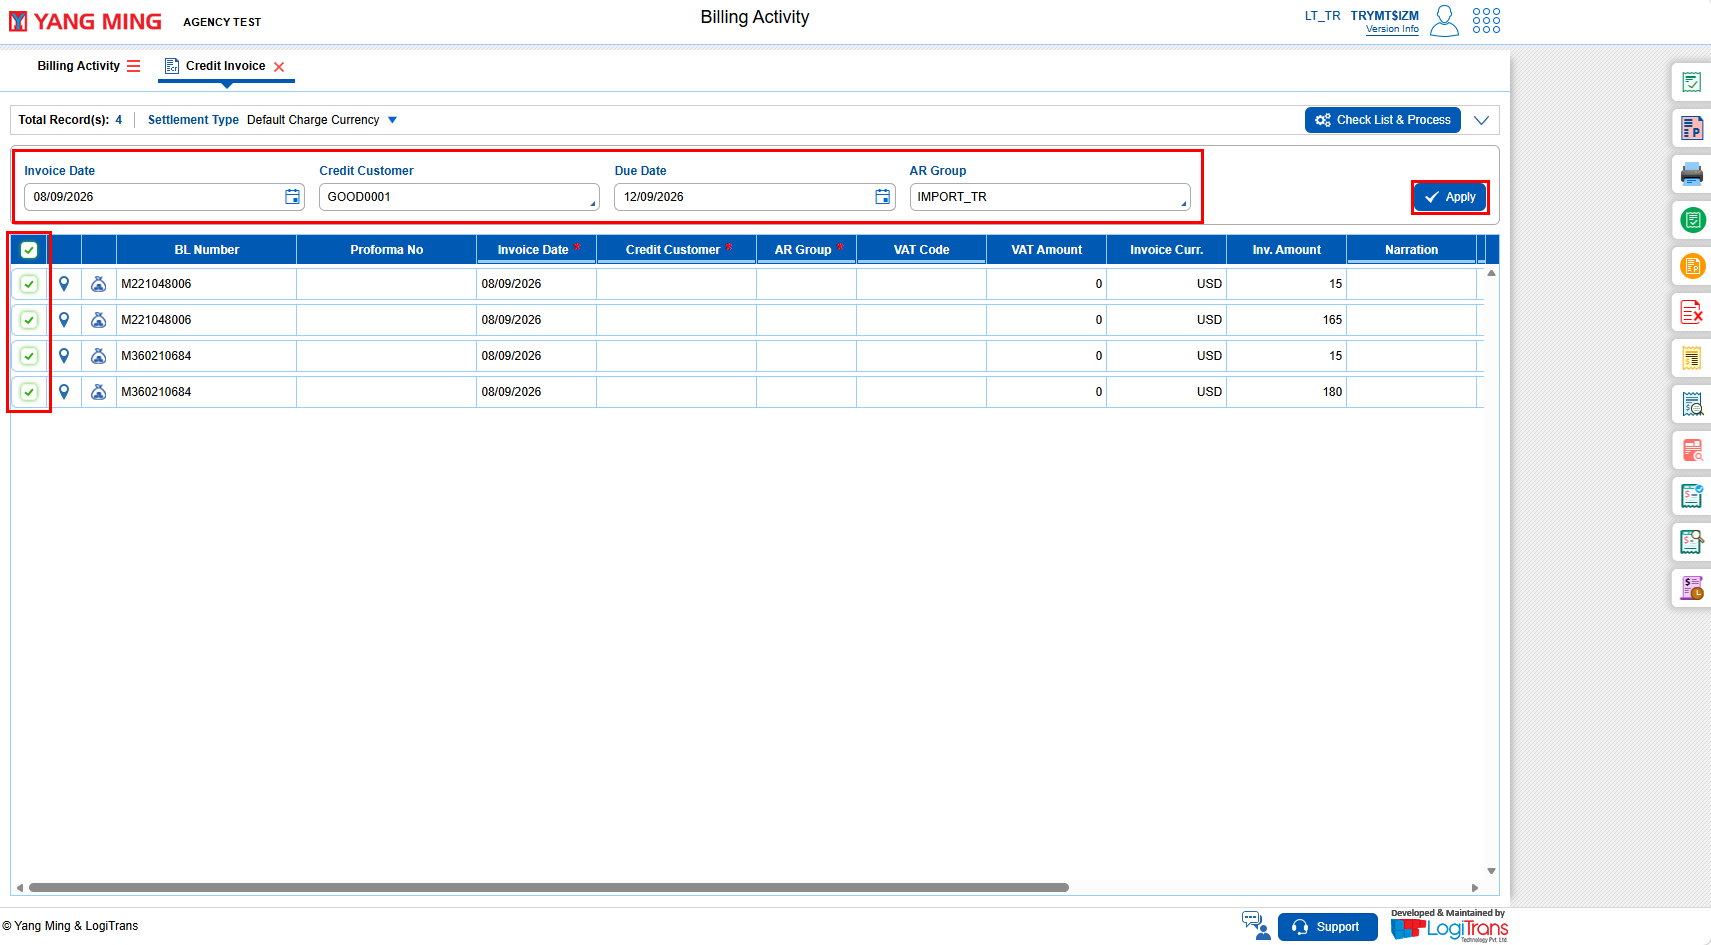 YANG MING AGENCY TEST Billing Activity LT_TR TRYMT$IZM
Version Info
Billing Activity Credit Invoice
Total Record(s): 4 Settlement Type Default Charge Currency Check List & Process
Invoice Date Credit Customer Due Date AR Group
08/09/2026 GOOD0001 12/09/2026 IMPORT_TR Apply
BL Number Proforma No Invoice Date * Credit Customer * AR Group * VAT Code VAT Amount Invoice Curr. Inv. Amount Narration
M221048006 08/09/2026 0 USD 15
M221048006 08/09/2026 0 USD 165
M360210684 08/09/2026 0 USD 15
M360210684 08/09/2026 0 USD 180
© Yang Ming & LogiTrans Support
Developed & Maintained by
LogiTrans
Technology Pvt. Ltd.